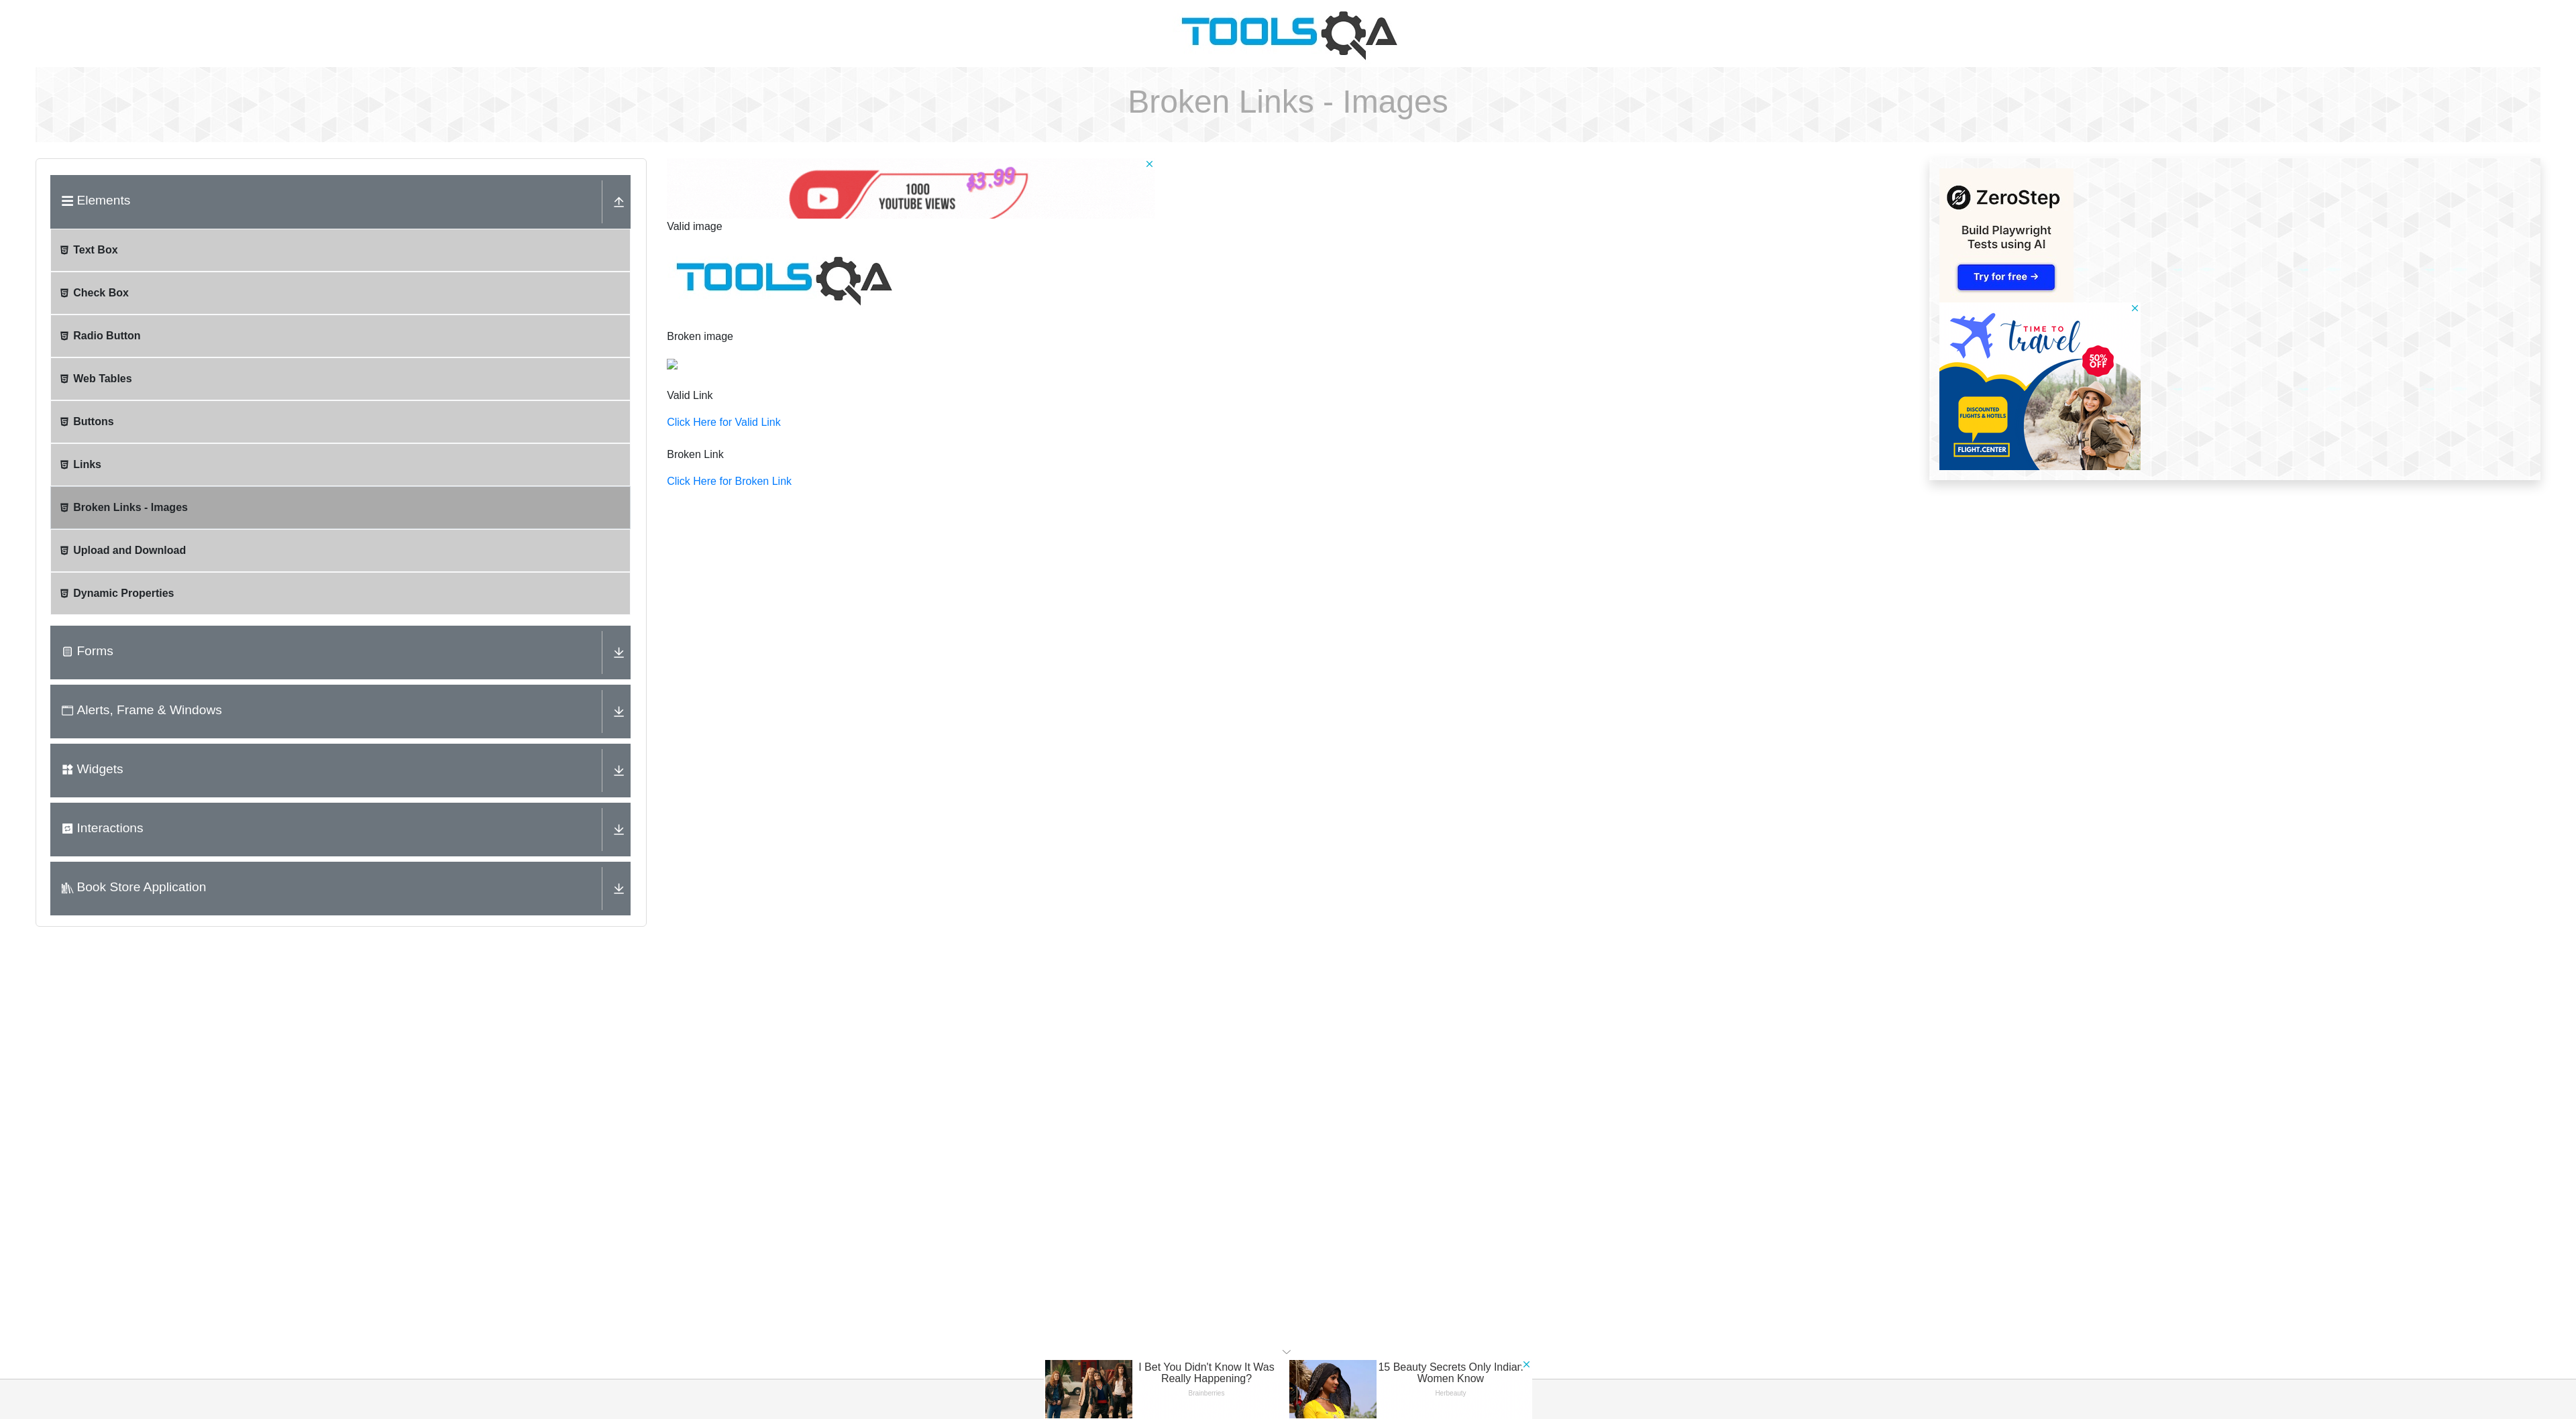 TOOLSQA
Broken Links - Images
Elements
Text Box
Check Box
Radio Button
Web Tables
Buttons
Links
Broken Links - Images
Upload and Download
Dynamic Properties
Forms
Alerts, Frame & Windows
Widgets
Interactions
Book Store Application
1000
YOUTUBE VIEWS
$3.99
Valid image
TOOLSQA
Broken image
Valid Link
Click Here for Valid Link
Broken Link
Click Here for Broken Link
ZeroStep
Build Playwright
Tests using AI
Try for free →
TIME TO
travel
50%
OFF
DISCOUNTED
FLIGHTS & HOTELS
FLIGHT.CENTER
I Bet You Didn't Know It Was
Really Happening?
Brainberries
15 Beauty Secrets Only Indian
Women Know
Herbeauty